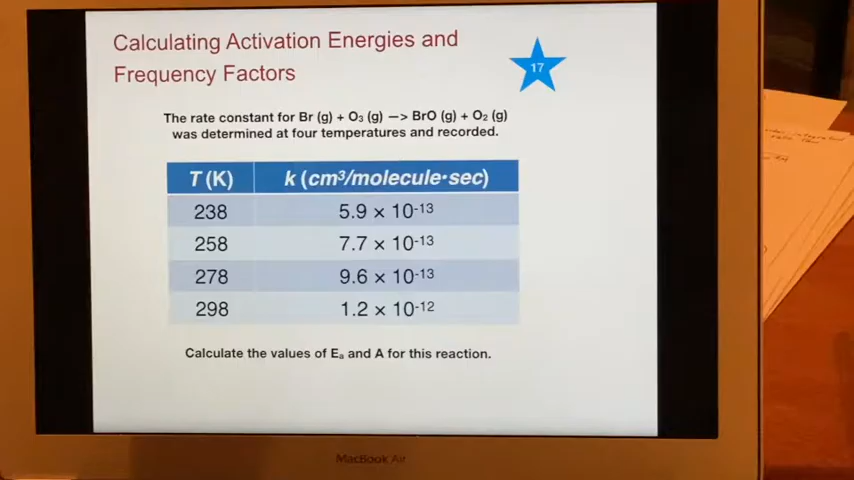 Calculating Activation Energies and
Frequency Factors
17
The rate constant for Br (g) + O₃ (g) —> BrO (g) + O₂ (g)
was determined at four temperatures and recorded.
T (K) k (cm³/molecule•sec)
238 5.9 × 10⁻¹³
258 7.7 × 10⁻¹³
278 9.6 × 10⁻¹³
298 1.2 × 10⁻¹²
Calculate the values of Eₐ and A for this reaction.
MacBook Air